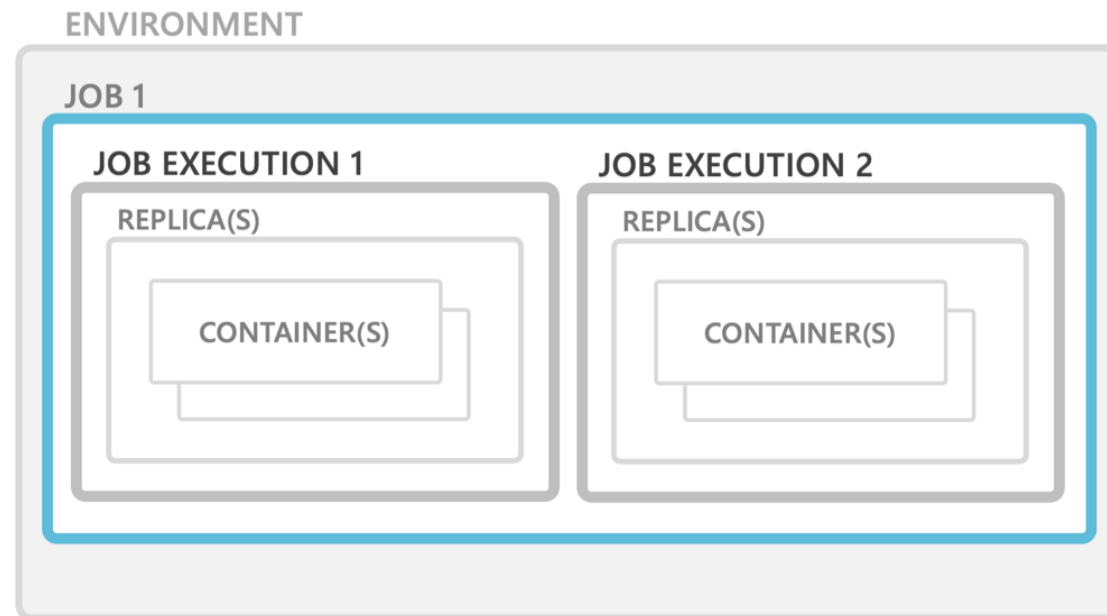 ENVIRONMENT
JOB 1
JOB EXECUTION 1
REPLICA(S)
CONTAINER(S)
JOB EXECUTION 2
REPLICA(S)
CONTAINER(S)